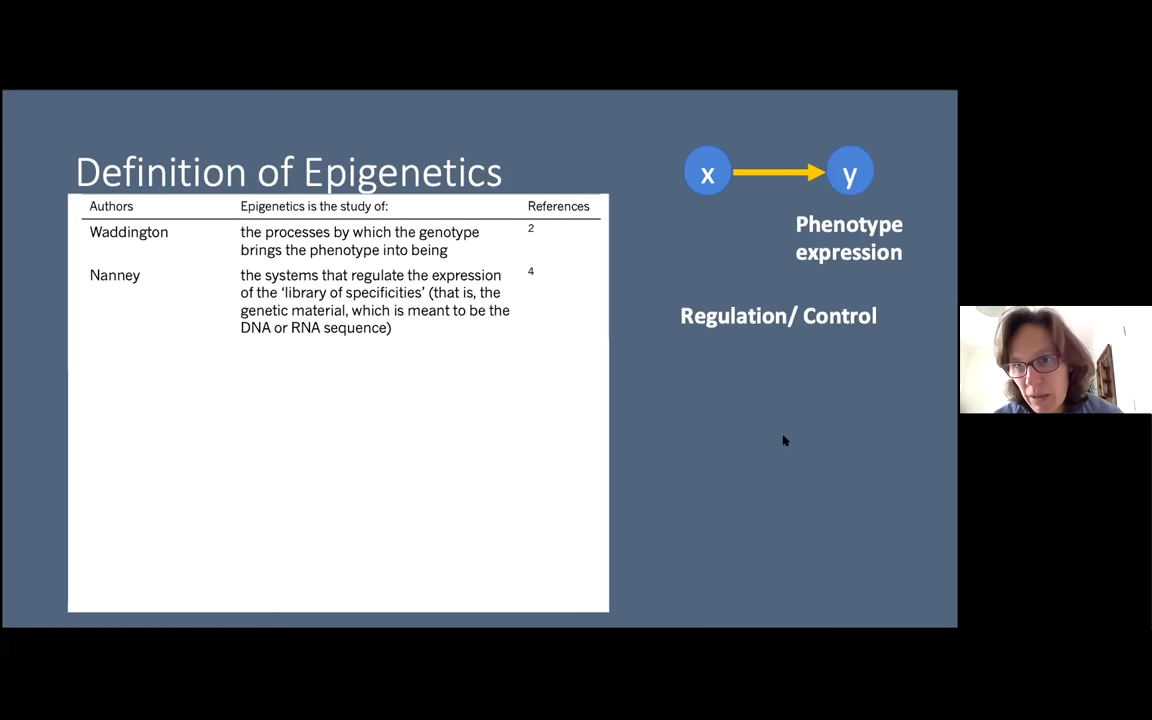 Definition of Epigenetics
Authors Epigenetics is the study of: References
Waddington the processes by which the genotype 2
brings the phenotype into being
Nanney the systems that regulate the expression 4
of the ‘library of specificities’ (that is, the
genetic material, which is meant to be the
DNA or RNA sequence)
x y
Phenotype
expression
Regulation/ Control